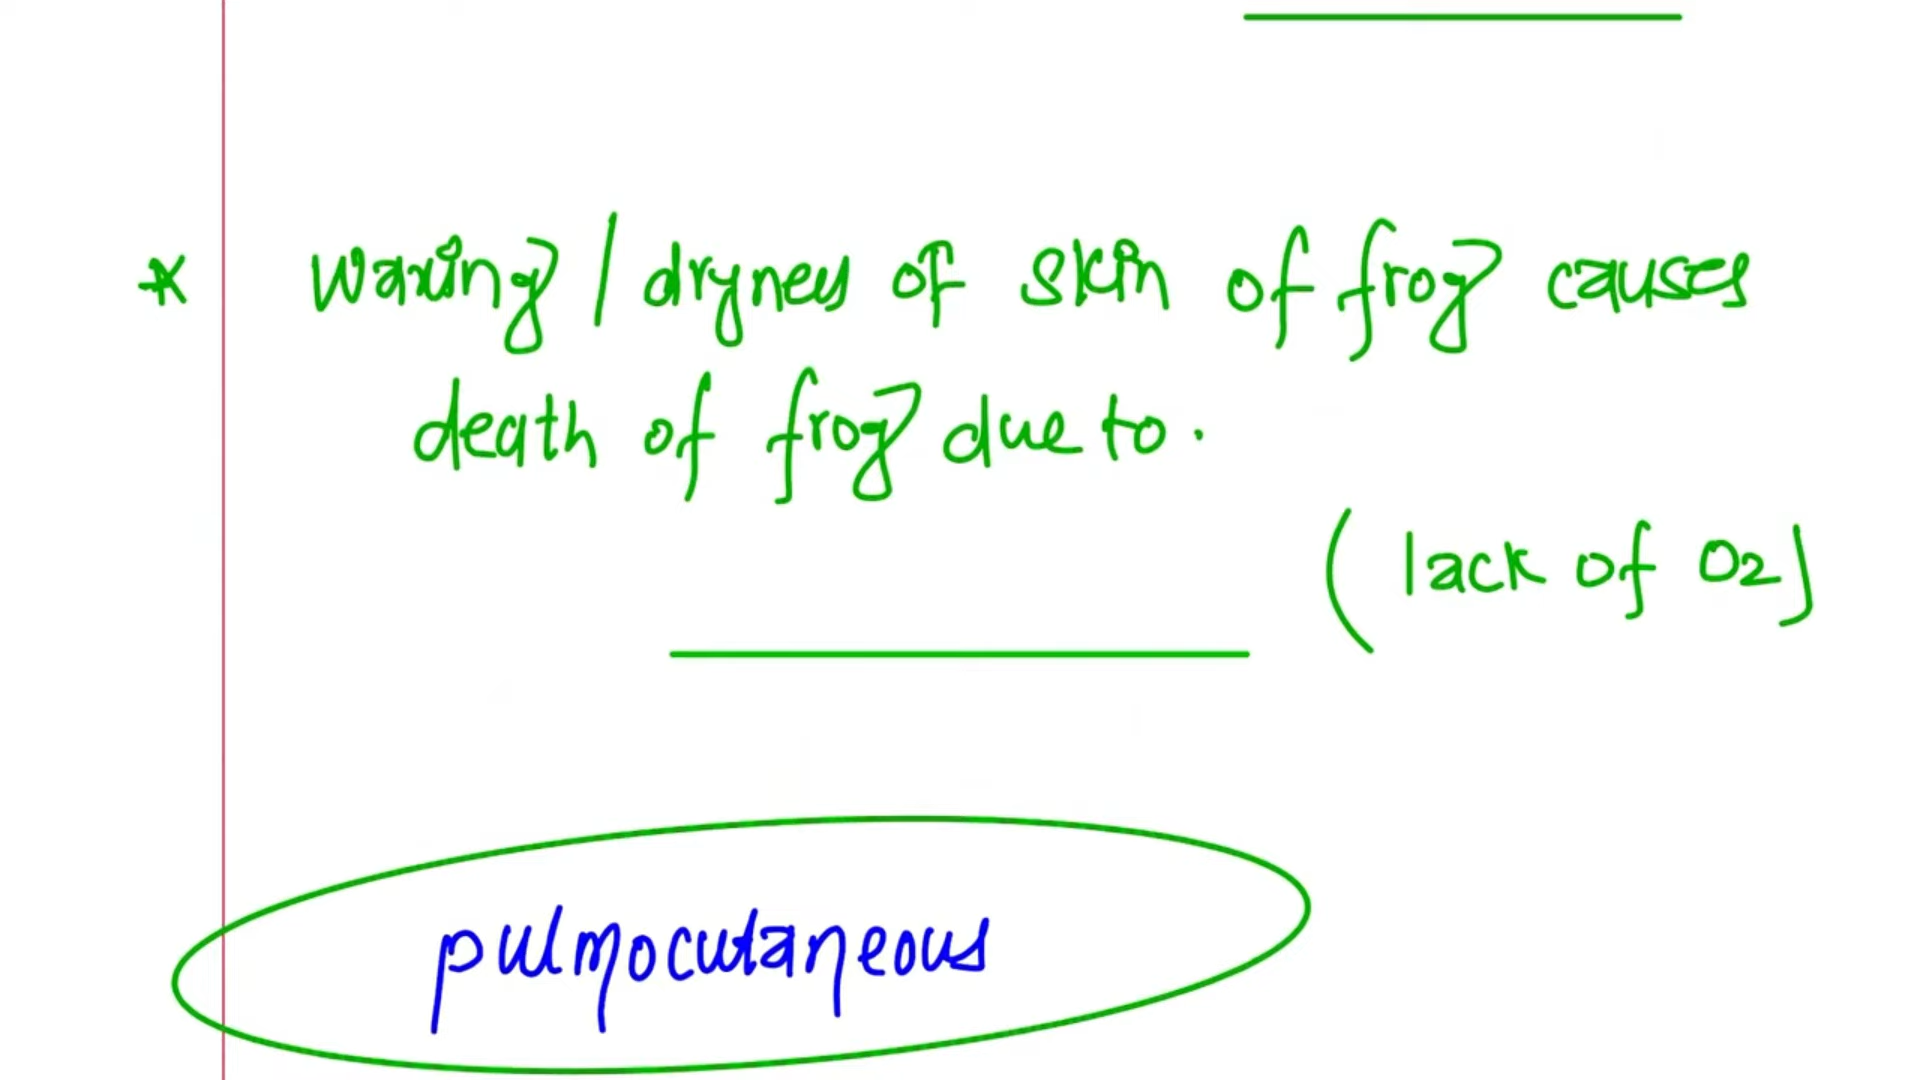 * waxing / dryness of skin of frog causes
death of frog due to.
(lack of O2)
pulmocutaneous